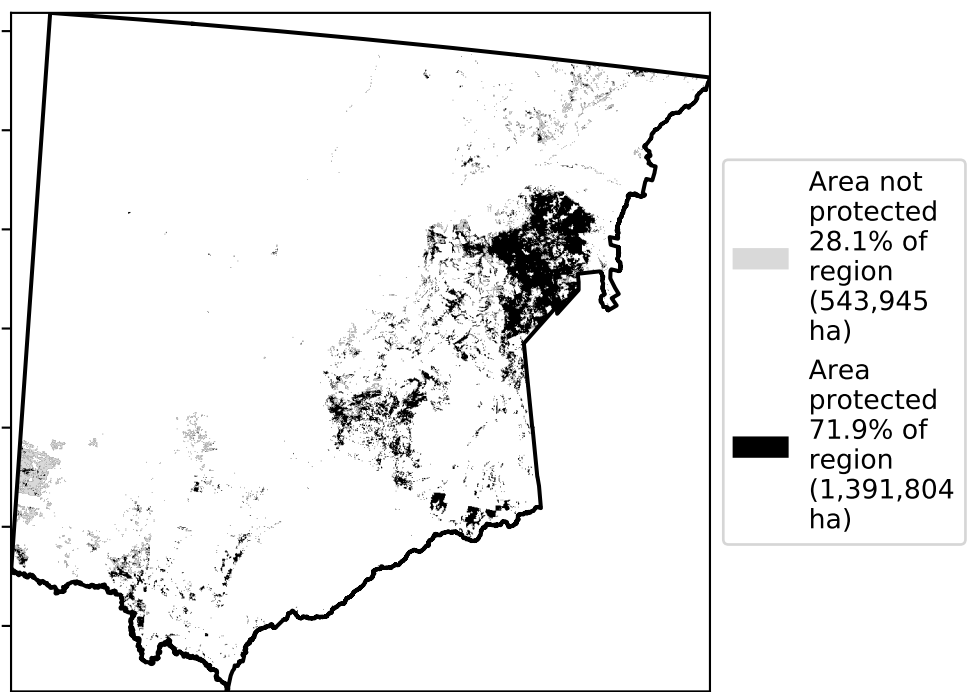 Area not
protected
28.1% of
region
(543,945
ha)
Area
protected
71.9% of
region
(1,391,804
ha)